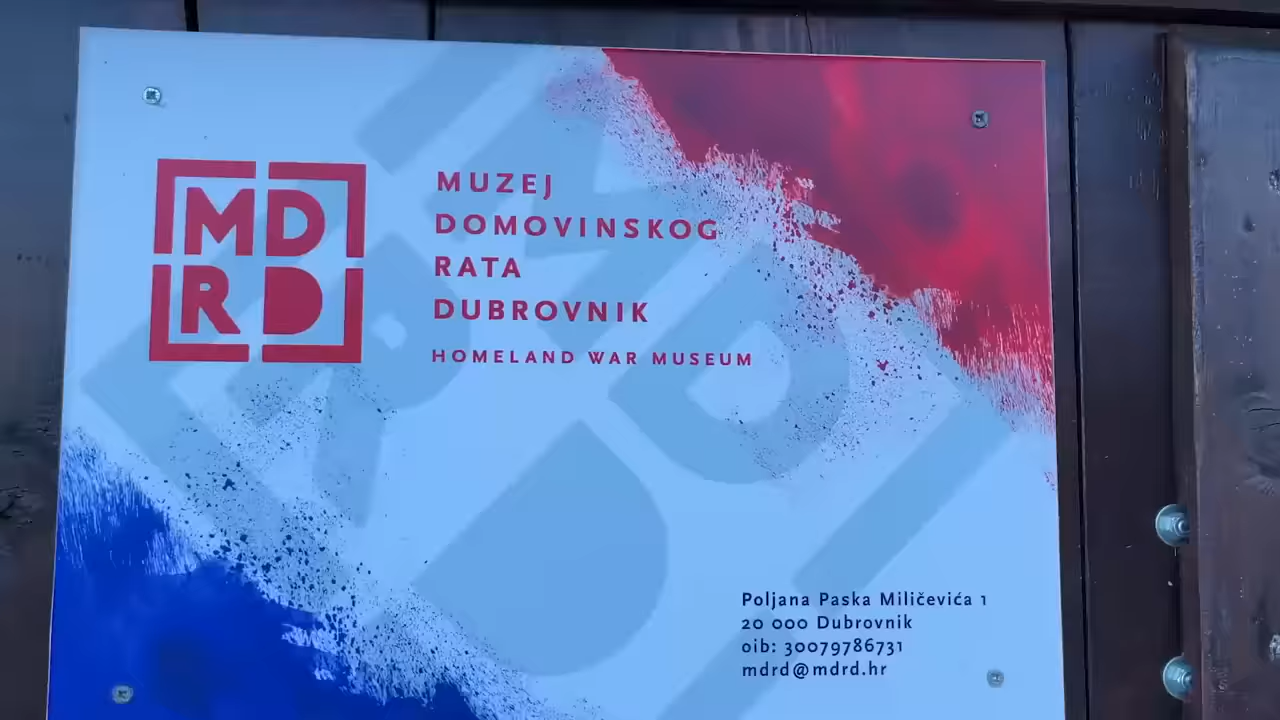 MD
RD
MUZEJ
DOMOVINSKOG
RATA
DUBROVNIK
HOMELAND WAR MUSEUM
Poljana Paska Miličevića 1
20 000 Dubrovnik
oib: 30079786731
mdrd@mdrd.hr